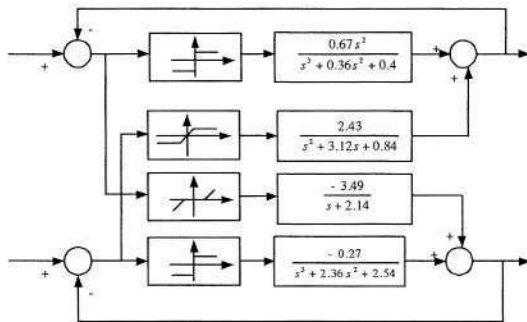 -
+
0.67s² / s³ + 0.36s² + 0.4
+
+
2.43 / s² + 3.12s + 0.84
- 3.49 / s + 2.14
+
- 0.27 / s³ + 2.36s² + 2.54
+
+
-